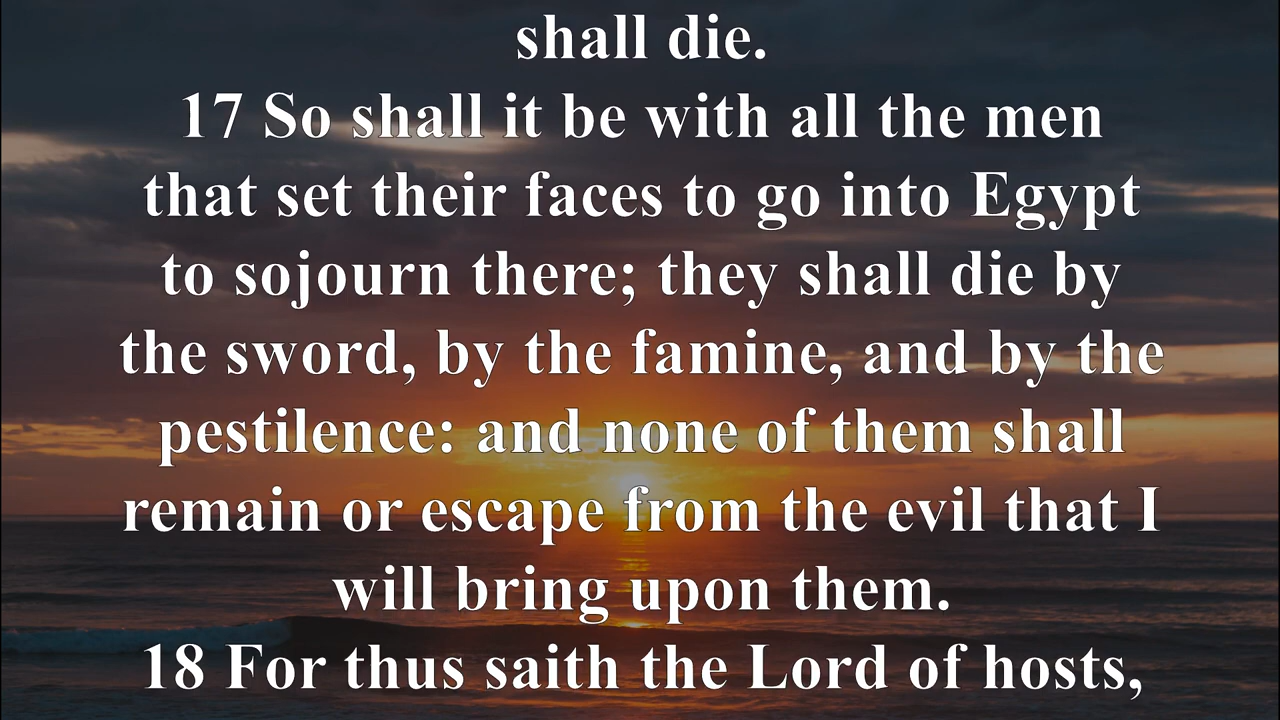 shall die.
17 So shall it be with all the men
that set their faces to go into Egypt
to sojourn there; they shall die by
the sword, by the famine, and by the
pestilence: and none of them shall
remain or escape from the evil that I
will bring upon them.
18 For thus saith the Lord of hosts,